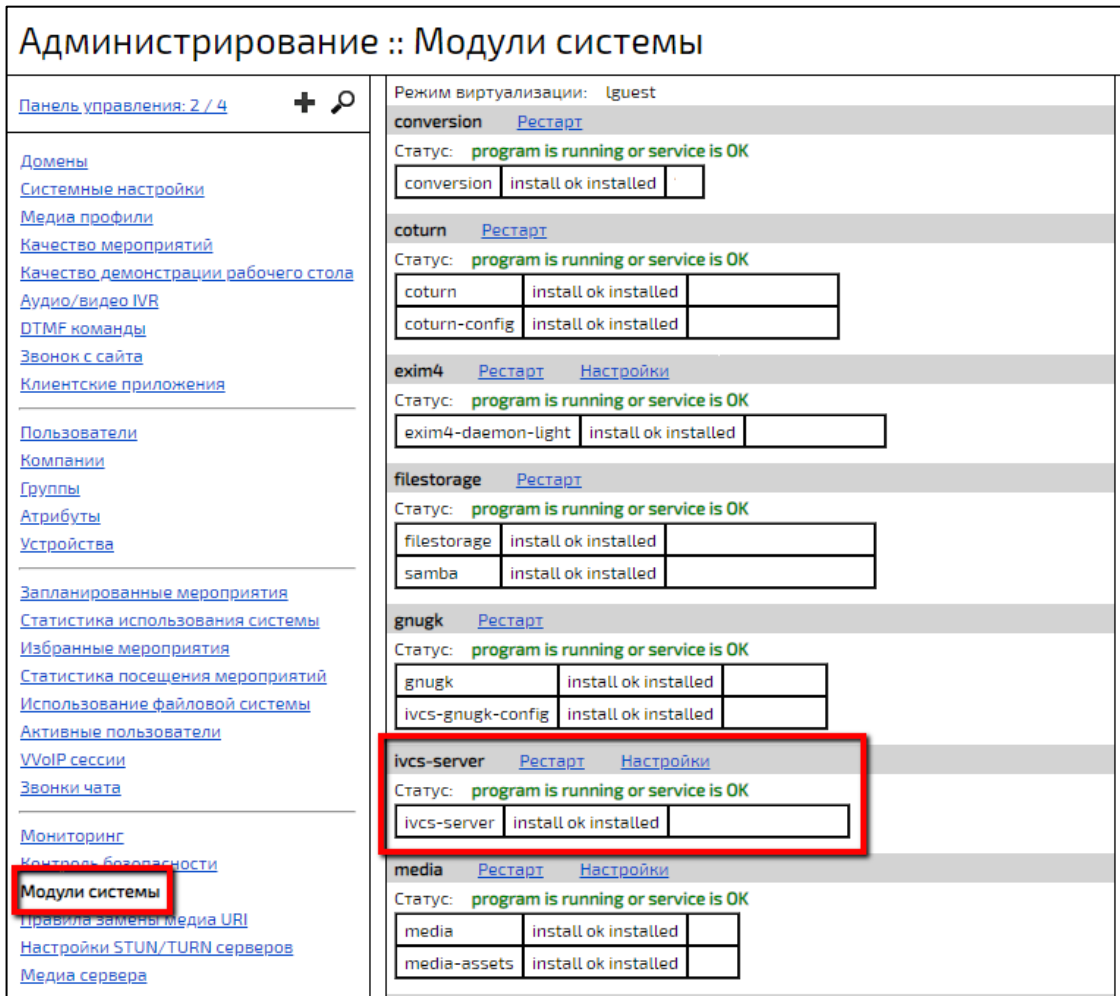 Администрирование :: Модули системы
Панель управления: 2 / 4
Домены
Системные настройки
Медиа профили
Качество мероприятий
Качество демонстрации рабочего стола
Аудио/видео IVR
DTMF команды
Звонок с сайта
Клиентские приложения
Пользователи
Компании
Группы
Атрибуты
Устройства
Запланированные мероприятия
Статистика использования системы
Избранные мероприятия
Статистика посещения мероприятий
Использование файловой системы
Активные пользователи
VVoIP сессии
Звонки чата
Мониторинг
Контроль безопасности
Модули системы
Правила замены медиа URI
Настройки STUN/TURN серверов
Медиа сервера
Режим виртуализации: lguest
conversion Рестарт
Статус: program is running or service is OK
conversion install ok installed
coturn Рестарт
Статус: program is running or service is OK
coturn install ok installed
coturn-config install ok installed
exim4 Рестарт Настройки
Статус: program is running or service is OK
exim4-daemon-light install ok installed
filestorage Рестарт
Статус: program is running or service is OK
filestorage install ok installed
samba install ok installed
gnugk Рестарт
Статус: program is running or service is OK
gnugk install ok installed
ivcs-gnugk-config install ok installed
ivcs-server Рестарт Настройки
Статус: program is running or service is OK
ivcs-server install ok installed
media Рестарт Настройки
Статус: program is running or service is OK
media install ok installed
media-assets install ok installed